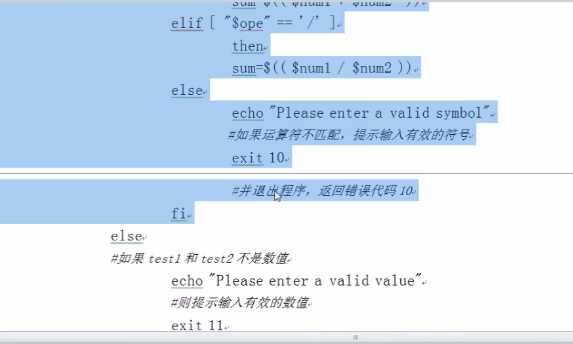 elif [ "$ope" == '/' ]
then
sum=$(( $num1 / $num2 ))
else
echo "Please enter a valid symbol"
#如果运算符不匹配，提示输入有效的符号
exit 10
#并退出程序，返回错误代码 10
fi
else
#如果 test1 和 test2 不是数值
echo "Please enter a valid value"
#则提示输入有效的数值
exit 11